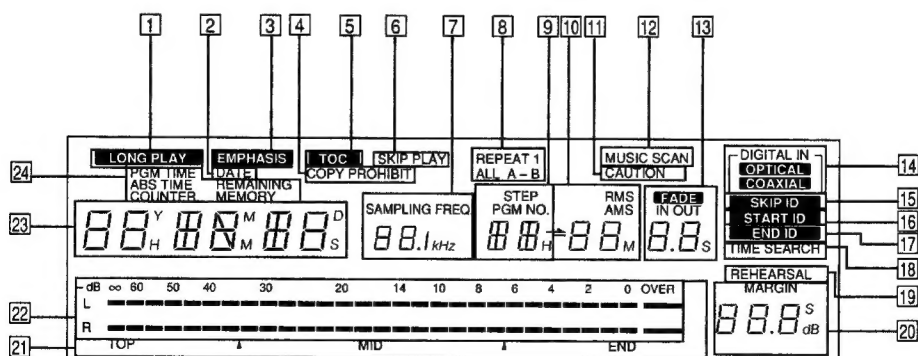 1 2 3 4 5 6 7 8 9 10 11 12 13
LONG PLAY EMPHASIS TOC SKIP PLAY REPEAT 1 MUSIC SCAN DIGITAL IN 14
24 PGM TIME DATE COPY PROHIBIT ALL A – B CAUTION OPTICAL
ABS TIME REMAINING COAXIAL
COUNTER MEMORY SKIP ID 15
SAMPLING FREQ. STEP RMS FADE START ID 16
PGM NO. AMS IN OUT END ID 17
23 88 Y H M M D S 88.1 kHz H 88 M 8.8 S TIME SEARCH 18
REHEARSAL 19
– dB ∞ 60 50 40 30 20 14 10 8 6 4 2 0 OVER MARGIN
22 L 88.8 S dB 20
R
21 TOP MID END